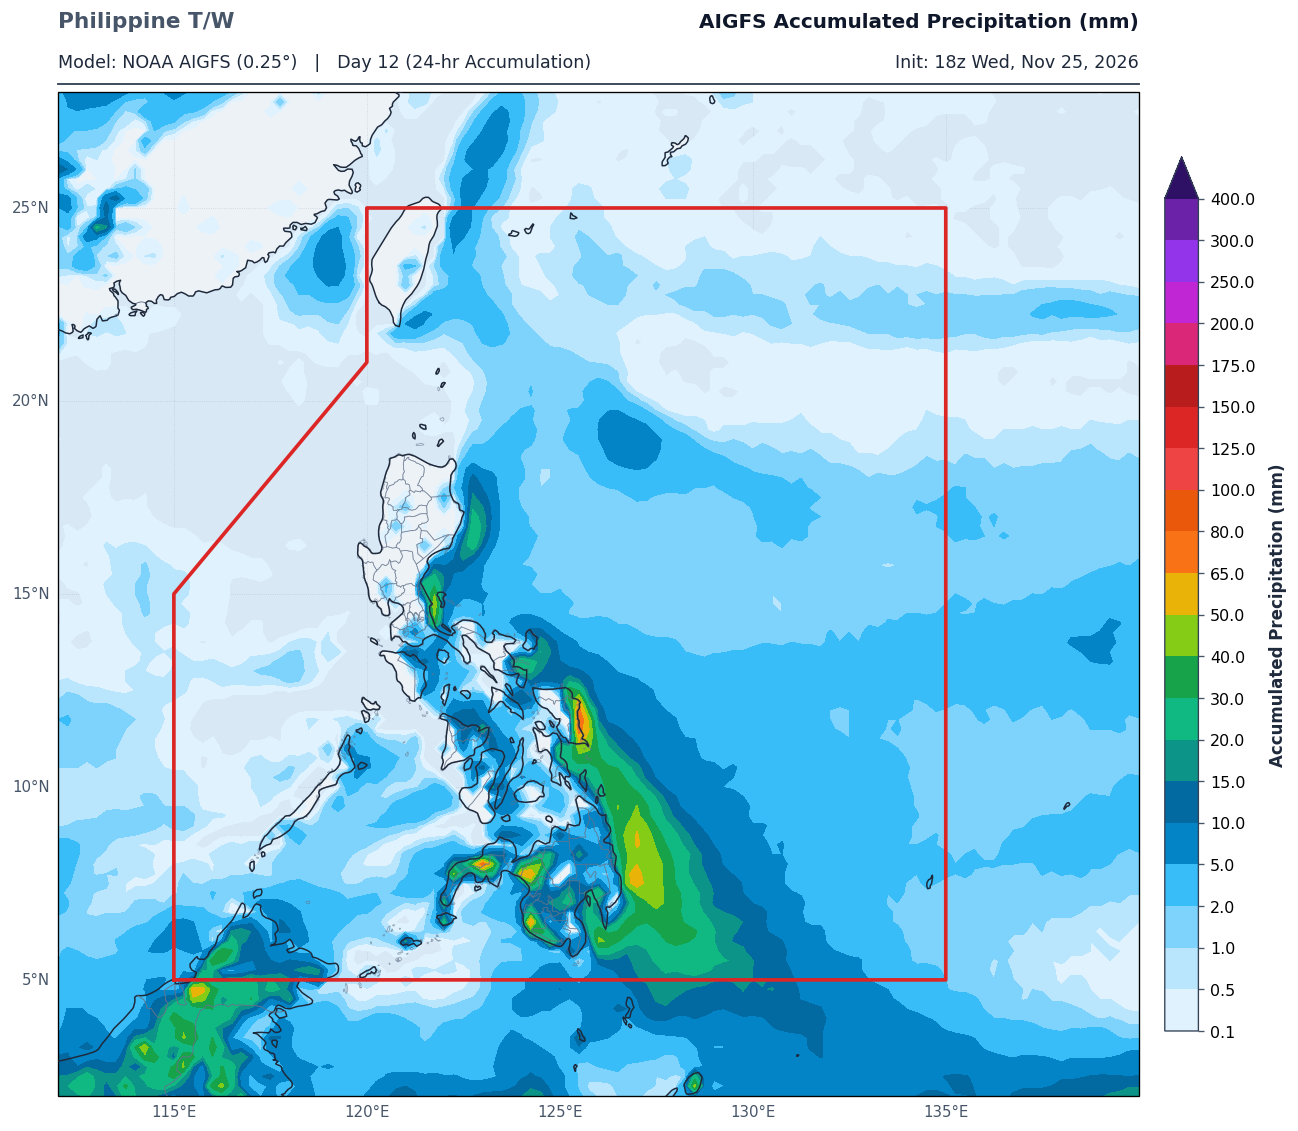 Philippine T/W
AIGFS Accumulated Precipitation (mm)
Model: NOAA AIGFS (0.25°) | Day 12 (24-hr Accumulation)
Init: 18z Wed, Nov 25, 2026
25°N
20°N
15°N
10°N
5°N
115°E
120°E
125°E
130°E
135°E
400.0
300.0
250.0
200.0
175.0
150.0
125.0
100.0
80.0
65.0
50.0
40.0
30.0
20.0
15.0
10.0
5.0
2.0
1.0
0.5
0.1
Accumulated Precipitation (mm)